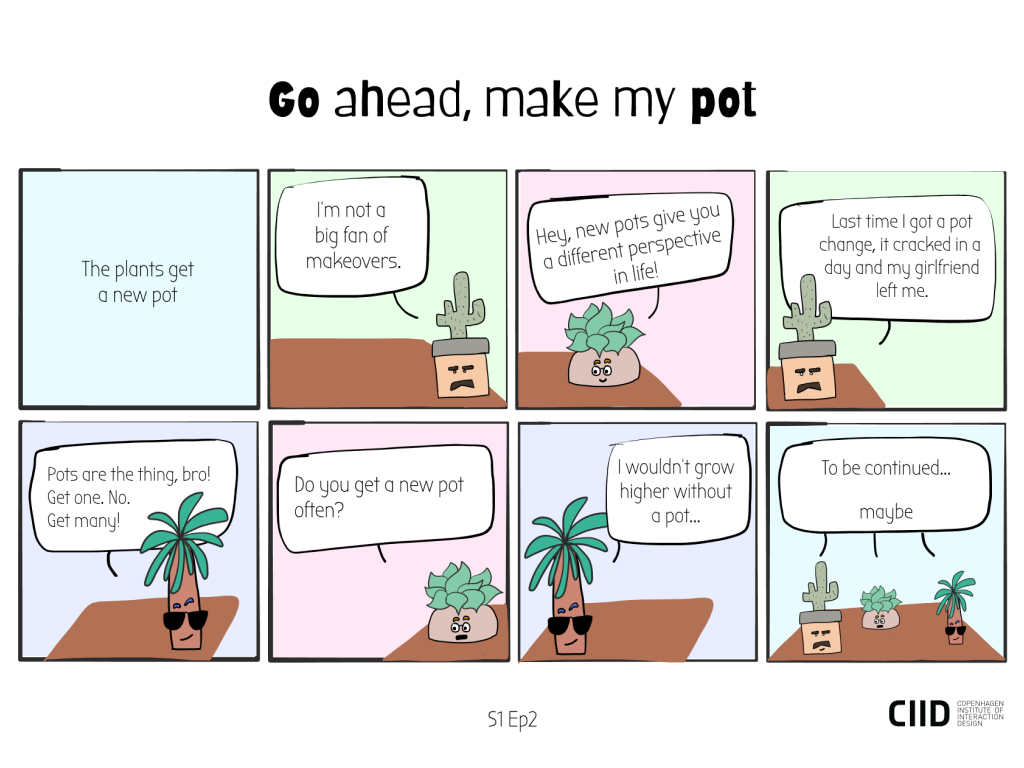 Go ahead, make my pot
The plants get
a new pot
I'm not a
big fan of
makeovers.
Hey, new pots give you
a different perspective
in life!
Last time I got a pot
change, it cracked in a
day and my girlfriend
left me.
Pots are the thing, bro!
Get one. No.
Get many!
Do you get a new pot
often?
I wouldn't grow
higher without
a pot...
To be continued...
maybe
S1 Ep2
CIID
COPENHAGEN
INSTITUTE OF
INTERACTION
DESIGN